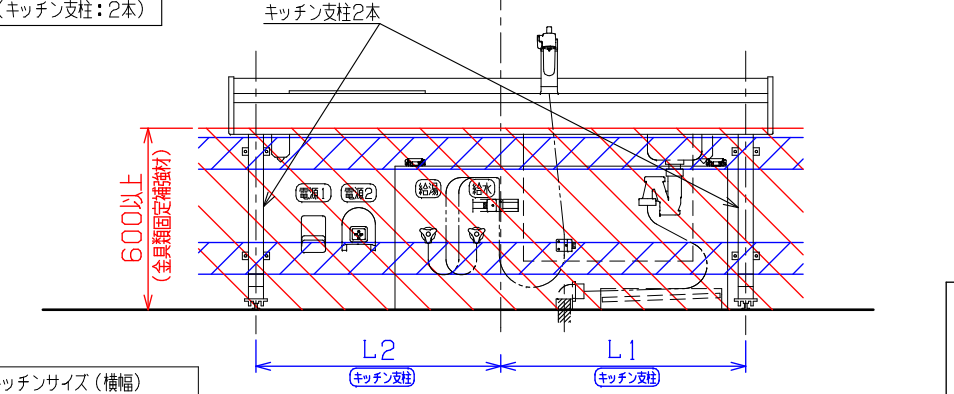 (キッチン支柱:2本)
キッチン支柱2本
600以上
(金具類固定補強材)
電源1
電源2
給湯
給水
L2
L1
キッチン支柱
キッチン支柱
キッチンサイズ(横幅)